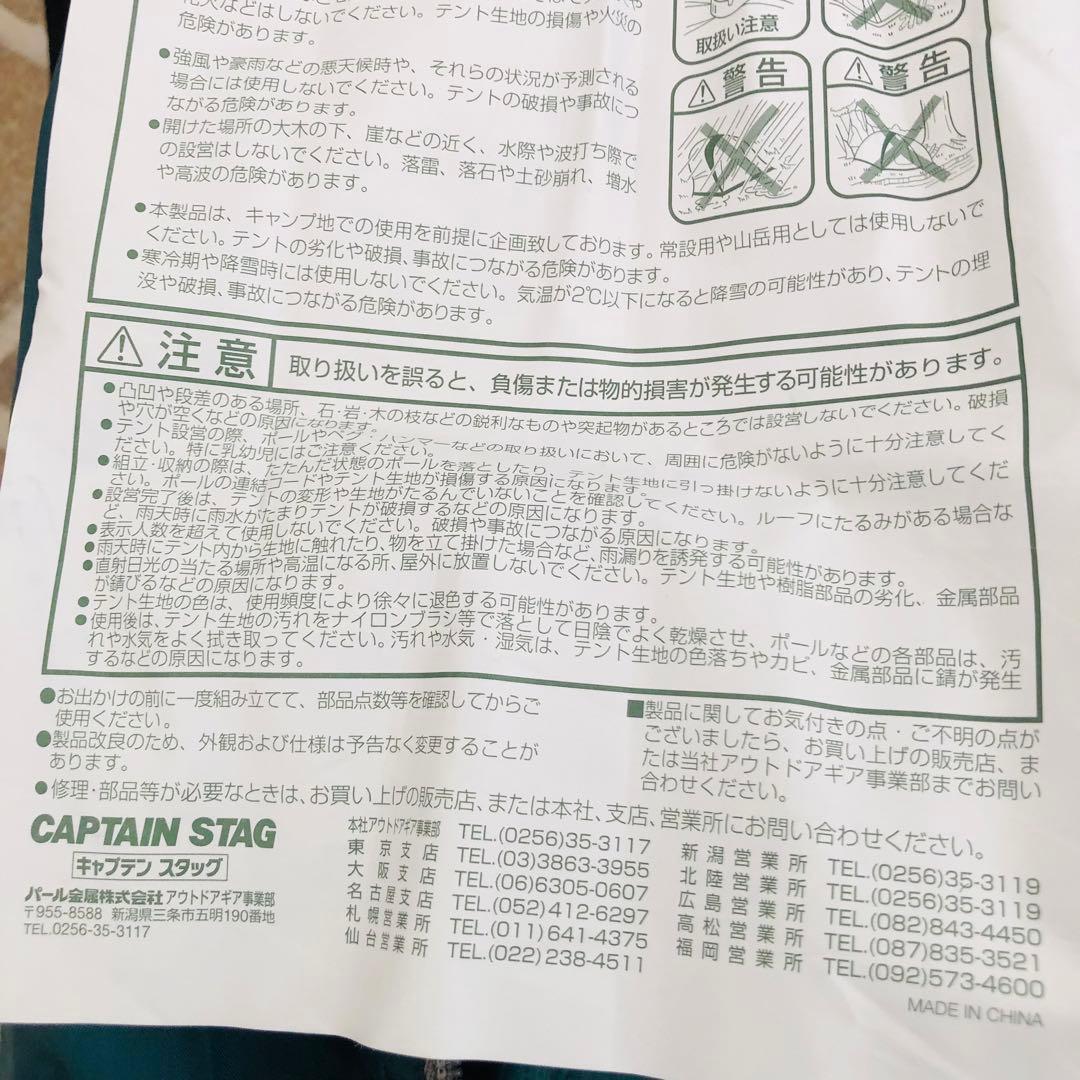 危険があります。
●強風や豪雨などの悪天候時や、それらの状況が予測される
場合には使用しないでください。テントの破損や事故につ
ながる危険があります。
●開けた場所の大木の下、崖などの近く、水際や波打ち際で
の設営はしないでください。落雷、落石や土砂崩れ、増水
や高波の危険があります。
取扱い注意
⚠警告
⚠警告
●本製品は、キャンプ地での使用を前提に企画致しております。常設用や山岳用としては使用しないで
ください。テントの劣化や破損、事故につながる危険があります。
●寒冷期や降雪時には使用しないでください。気温が2℃以下になると降雪の可能性があり、テントの埋
没や破損、事故につながる危険があります。
⚠注意 取り扱いを誤ると、負傷または物的損害が発生する可能性があります。
●凸凹や段差のある場所、石・岩・木の枝などの鋭利なものや突起物があるところでは設営しないでください。破損
や穴が空くなどの原因になります。
●テント設営の際、ポールやペグ・ハンマーなどの取り扱いにおいて、周囲に危険がないように十分注意してく
ださい。特に乳幼児にはご注意ください。
●組立・収納の際は、たたんだ状態のポールを落としたり、テント生地に引っ掛けないように十分注意してくだ
さい。ポールの連結コードやテント生地が損傷する原因になります。
●設営完了後は、テントの変形や生地がたるんでいないことを確認してください。ルーフにたるみがある場合な
ど、雨天時に雨水がたまりテントが破損するなどの原因になります。
●表示人数を超えて使用しないでください。破損や事故につながる原因になります。
●雨天時にテント内から生地に触れたり、物を立て掛けた場合など、雨漏りを誘発する可能性があります。
●直射日光の当たる場所や高温になる所、屋外に放置しないでください。テント生地や樹脂部品の劣化、金属部品
が錆びるなどの原因になります。
●テント生地の色は、使用頻度により徐々に退色する可能性があります。
●使用後は、テント生地の汚れをナイロンブラシ等で落として日陰でよく乾燥させ、ポールなどの各部品は、汚
れや水気をよく拭き取ってください。汚れや水気・湿気は、テント生地の色落ちやカビ、金属部品に錆が発生
するなどの原因になります。
●お出かけの前に一度組み立てて、部品点数等を確認してからご
使用ください。
●製品改良のため、外観および仕様は予告なく変更することが
あります。
■製品に関してお気付きの点・ご不明の点が
ございましたら、お買い上げの販売店、ま
たは当社アウトドアギア事業部までお問い
合わせください。
●修理・部品等が必要なときは、お買い上げの販売店、または本社、支店、営業所にお問い合わせください。
CAPTAIN STAG
キャプテン スタッグ
パール金属株式会社 アウトドアギア事業部
〒955-8588 新潟県三条市五明190番地
TEL.0256-35-3117
本社アウトドアギア事業部 TEL.(0256)35-3117
東京支店 TEL.(03)3863-3955
大阪支店 TEL.(06)6305-0607
名古屋支店 TEL.(052)412-6297
札幌営業所 TEL.(011)641-4375
仙台営業所 TEL.(022)238-4511
新潟営業所 TEL.(0256)35-3119
北陸営業所 TEL.(0256)35-3119
広島営業所 TEL.(082)843-4450
高松営業所 TEL.(087)835-3521
福岡営業所 TEL.(092)573-4600
MADE IN CHINA